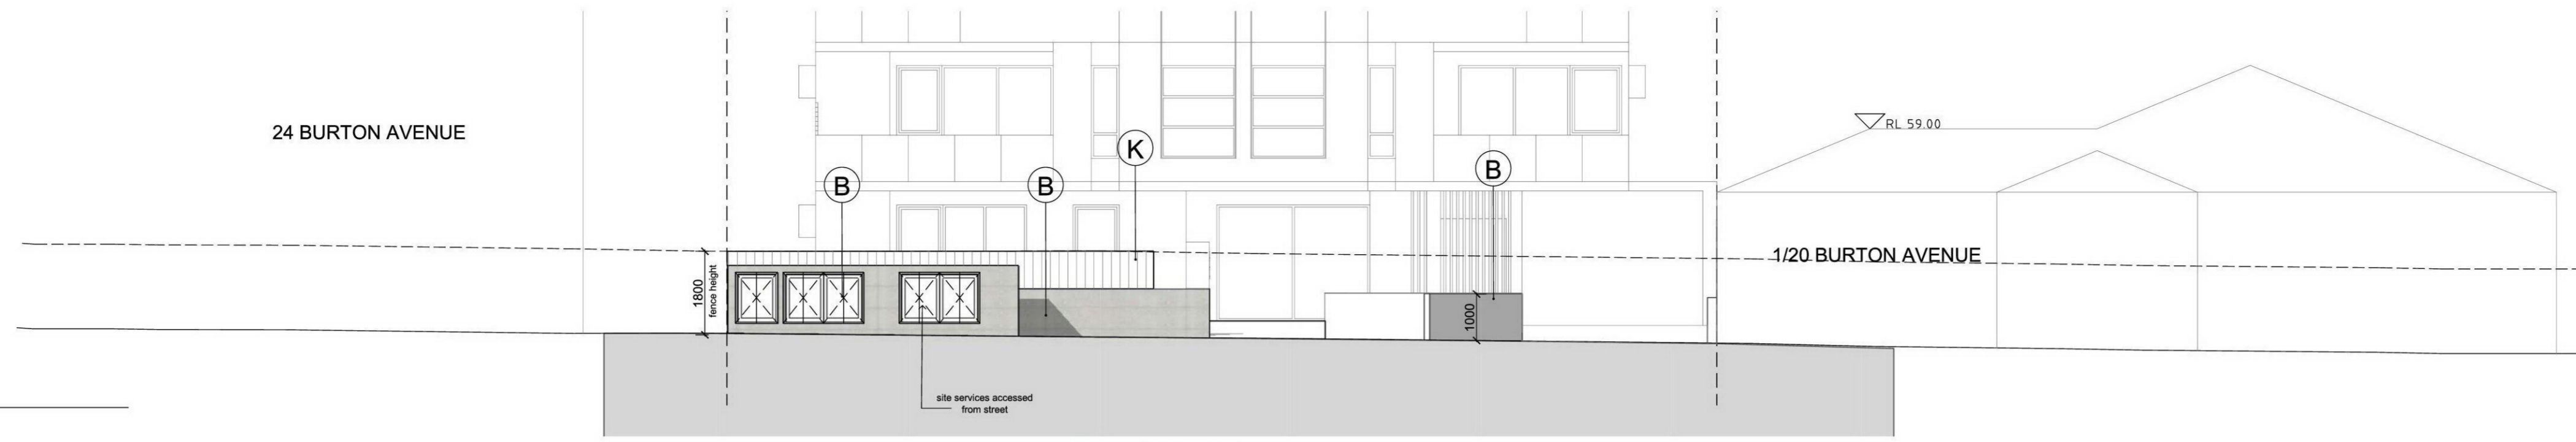 24 BURTON AVENUE
RL 59.00
K
B
B
B
1/20 BURTON AVENUE
1800
fence height
1000
site services accessed
from street